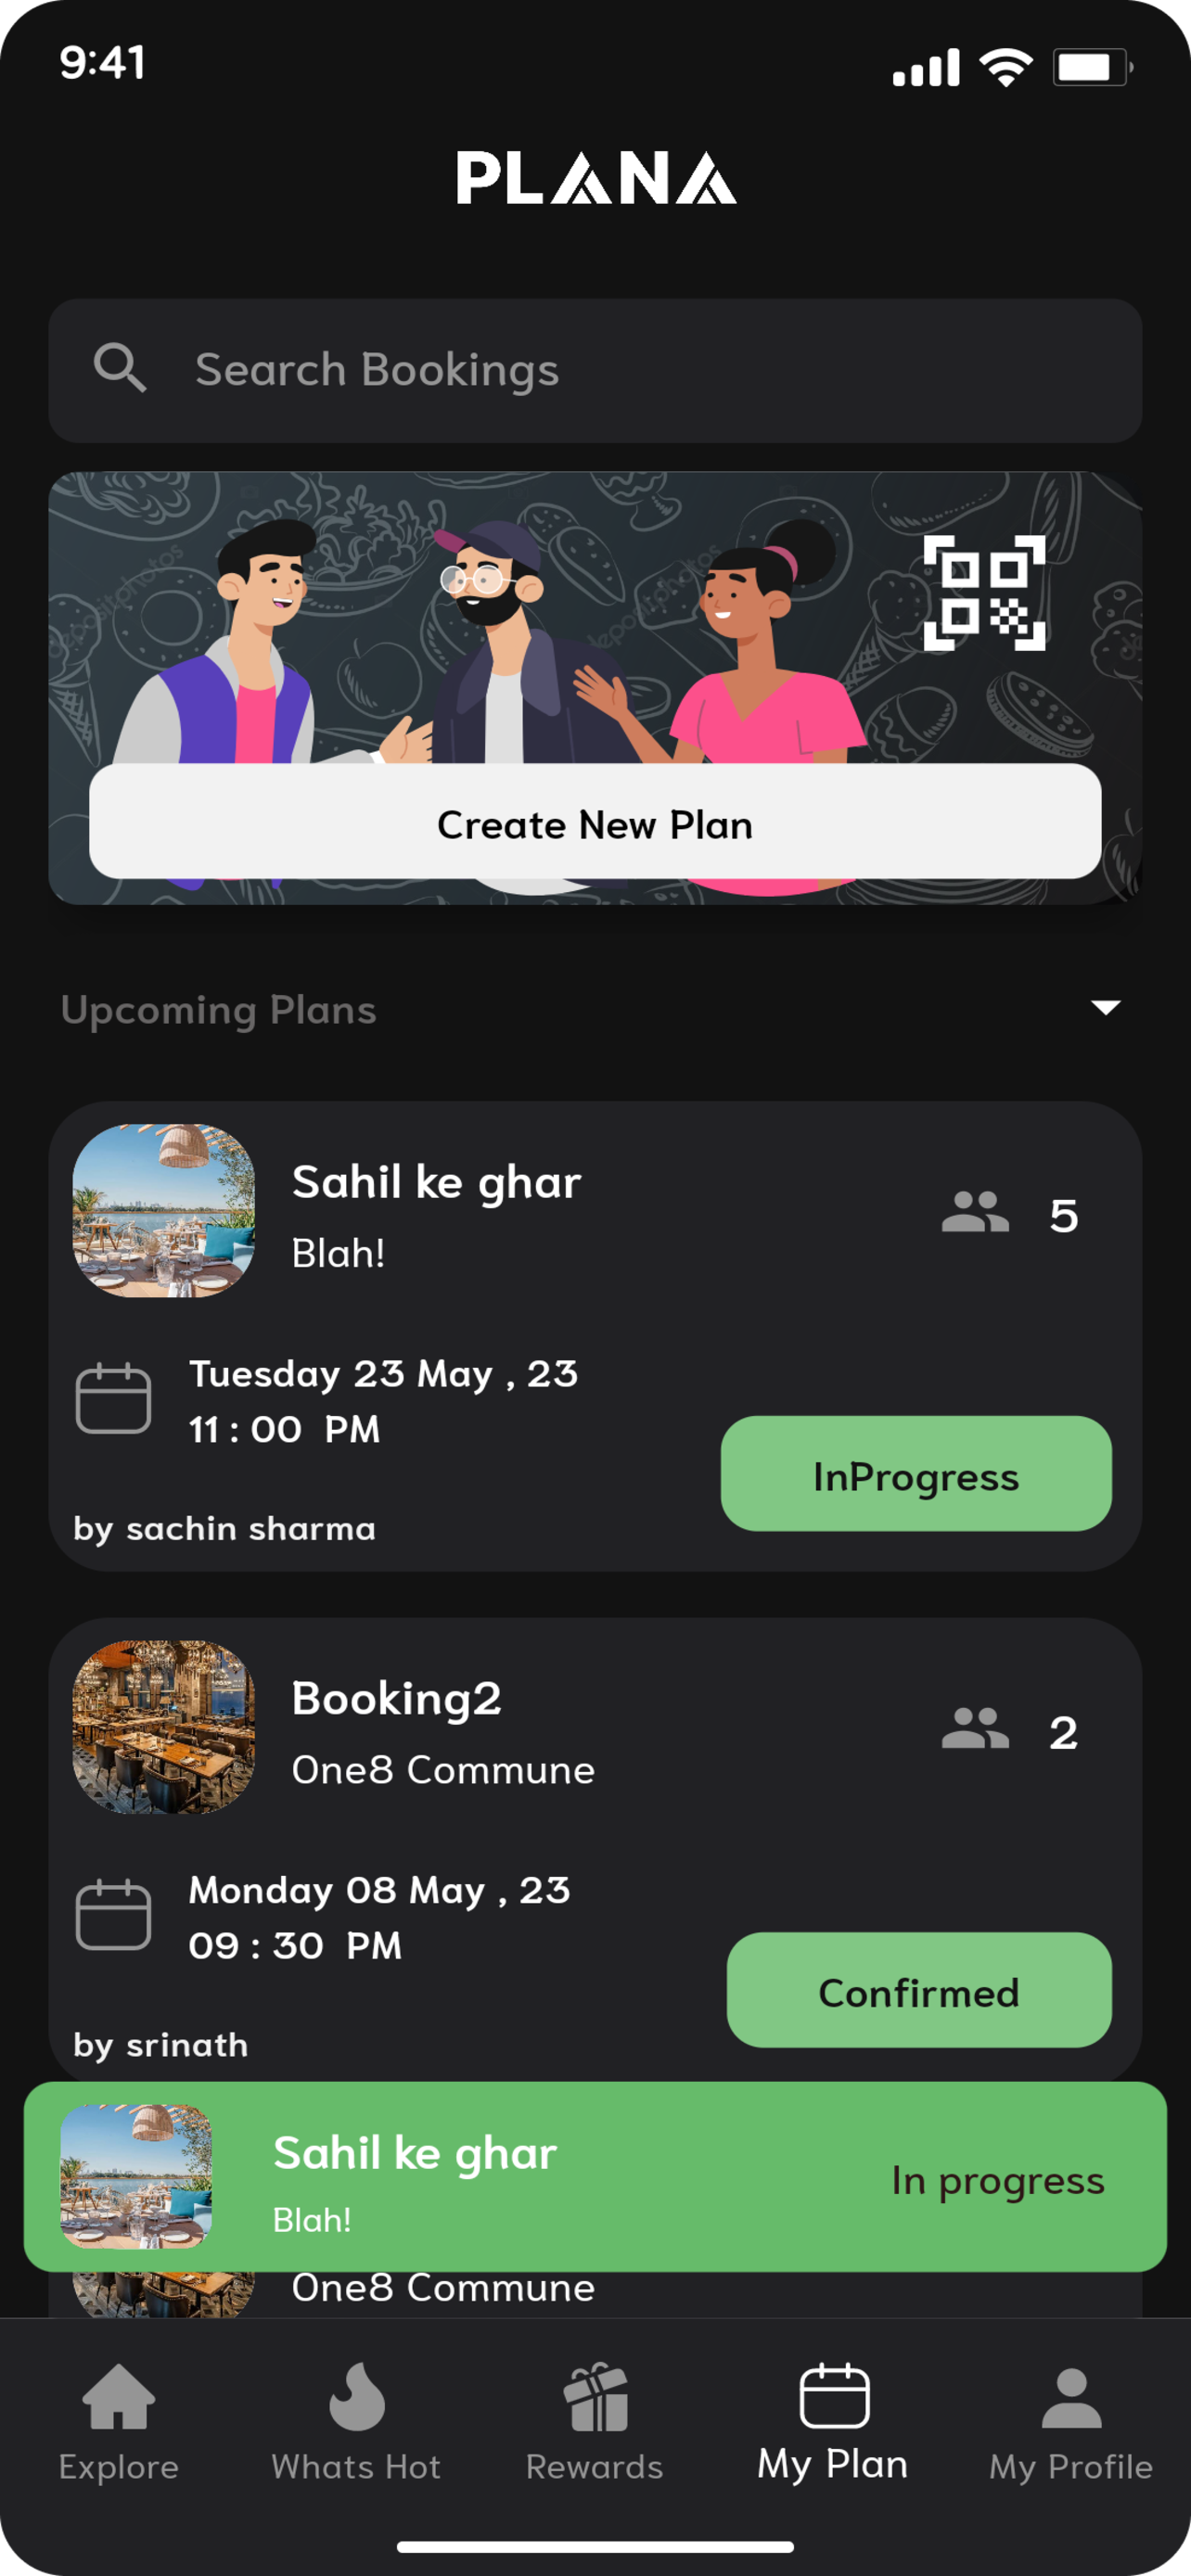 9:41
PLANA
Search Bookings
depositphotos
depositphotos
Create New Plan
Upcoming Plans
Sahil ke ghar
5
Blah!
Tuesday 23 May , 23
11 : 00 PM
InProgress
by sachin sharma
Booking2
2
One8 Commune
Monday 08 May , 23
09 : 30 PM
Confirmed
by srinath
Sahil ke ghar
In progress
Blah!
One8 Commune
Explore
Whats Hot
Rewards
My Plan
My Profile